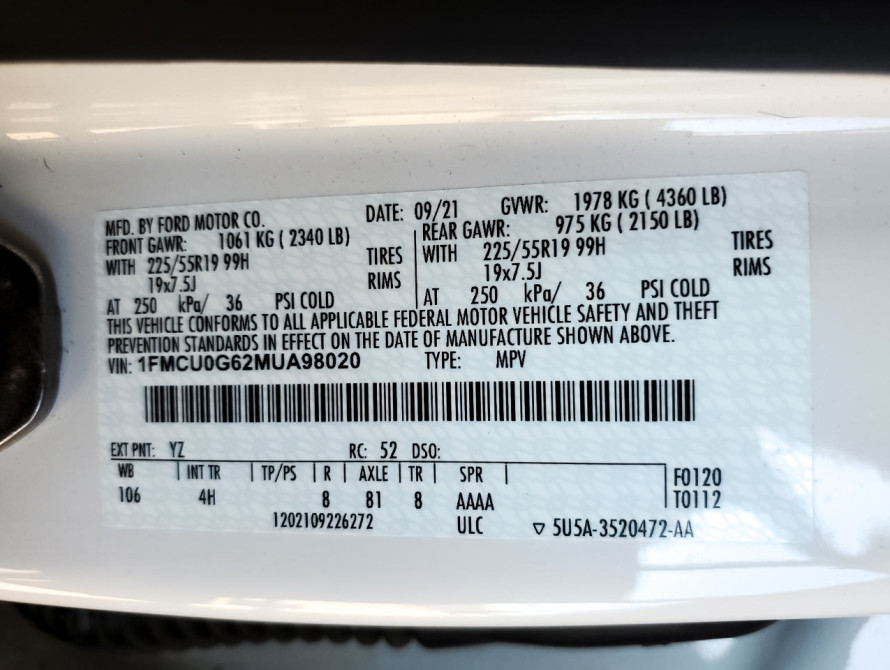 MFD. BY FORD MOTOR CO. DATE: 09/21 GVWR: 1978 KG ( 4360 LB)
FRONT GAWR: 1061 KG ( 2340 LB) REAR GAWR: 975 KG ( 2150 LB)
WITH 225/55R19 99H TIRES WITH 225/55R19 99H TIRES
19x7.5J RIMS 19x7.5J RIMS
AT 250 kPa/ 36 PSI COLD AT 250 kPa/ 36 PSI COLD
THIS VEHICLE CONFORMS TO ALL APPLICABLE FEDERAL MOTOR VEHICLE SAFETY AND THEFT
PREVENTION STANDARDS IN EFFECT ON THE DATE OF MANUFACTURE SHOWN ABOVE.
VIN: 1FMCU0G62MUA98020 TYPE: MPV
EXT PNT: YZ RC: 52 DSO:
WB INT TR TP/PS R AXLE TR SPR F0120
106 4H 8 81 8 AAAA T0112
1202109226272 ULC ▽ 5U5A-3520472-AA